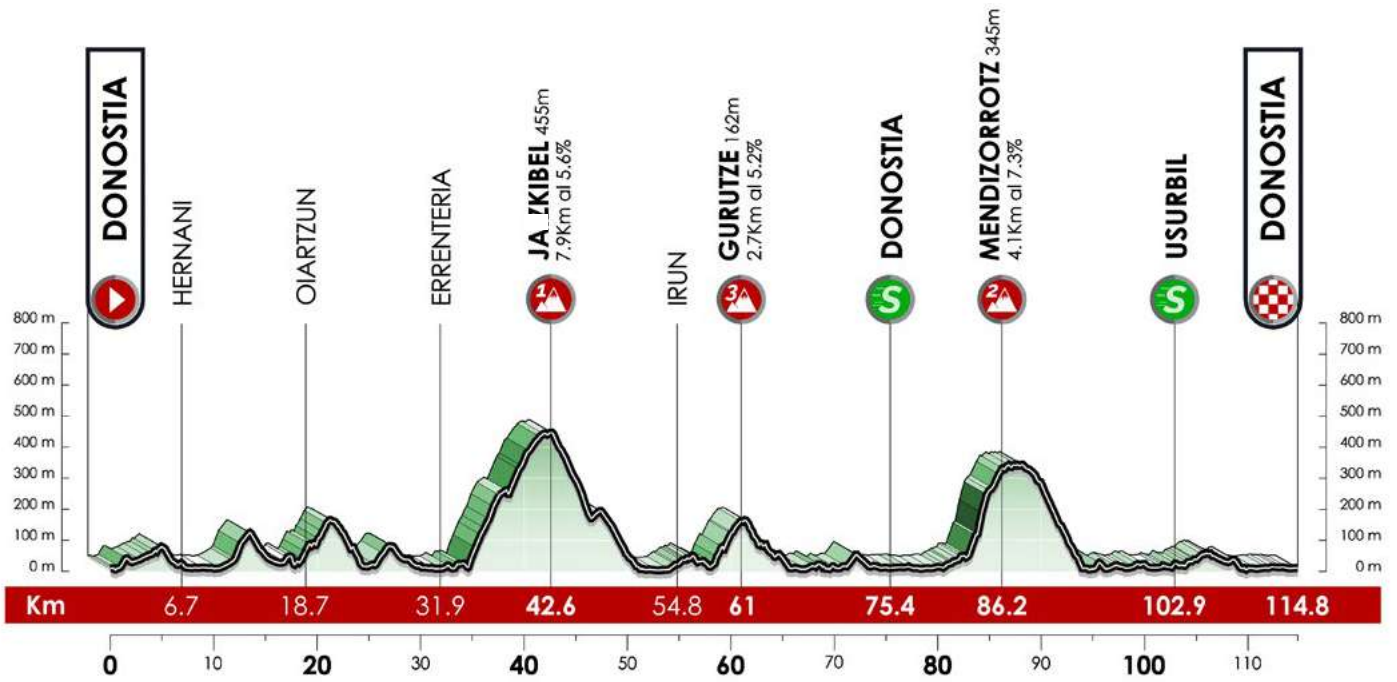 DONOSTIA
HERNANI
OIARTZUN
ERRENTERIA
455m
7.9Km al 5.6%
1
IRUN
GURUTZE 162m
2.7Km al 5.2%
3
DONOSTIA
S
MENDIZORROTZ 345m
4.1Km al 7.3%
2
USURBIL
S
DONOSTIA
800 m 800 m
700 m 700 m
600 m 600 m
500 m 500 m
400 m 400 m
300 m 300 m
200 m 200 m
100 m 100 m
0 m 0 m
Km 6.7 18.7 31.9 42.6 54.8 61 75.4 86.2 102.9 114.8
0 10 20 30 40 50 60 70 80 90 100 110